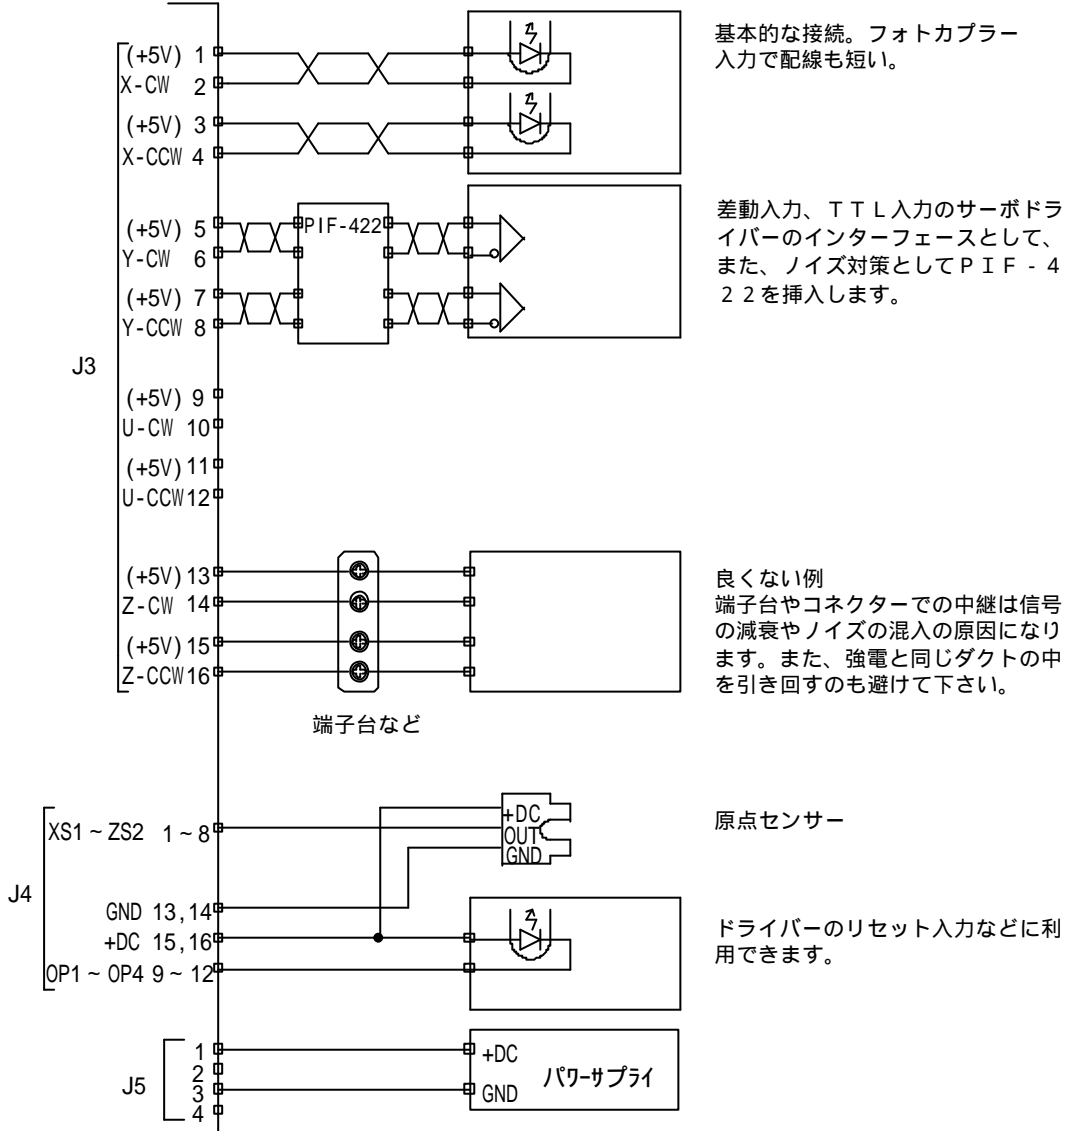 (+5V) 1
X-CW 2
(+5V) 3
X-CCW 4
基本的な接続。フォトカプラー
入力で配線も短い。
(+5V) 5
Y-CW 6
(+5V) 7
Y-CCW 8
PIF-422
差動入力、ＴＴＬ入力のサーボドラ
イバーのインターフェースとして、
また、ノイズ対策としてＰＩＦ‐４
２２を挿入します。
J3
(+5V) 9
U-CW 10
(+5V) 11
U-CCW 12
(+5V) 13
Z-CW 14
(+5V) 15
Z-CCW 16
端子台など
良くない例
端子台やコネクターでの中継は信号
の減衰やノイズの混入の原因になり
ます。また、強電と同じダクトの中
を引き回すのも避けて下さい。
J4
XS1 ~ ZS2 1 ~ 8
GND 13,14
+DC 15,16
OP1 ~ OP4 9 ~ 12
+DC
OUT
GND
原点センサー
ドライバーのリセット入力などに利
用できます。
J5
1
2
3
4
+DC
GND
ﾊﾟﾜｰｻﾌﾟﾗｲ